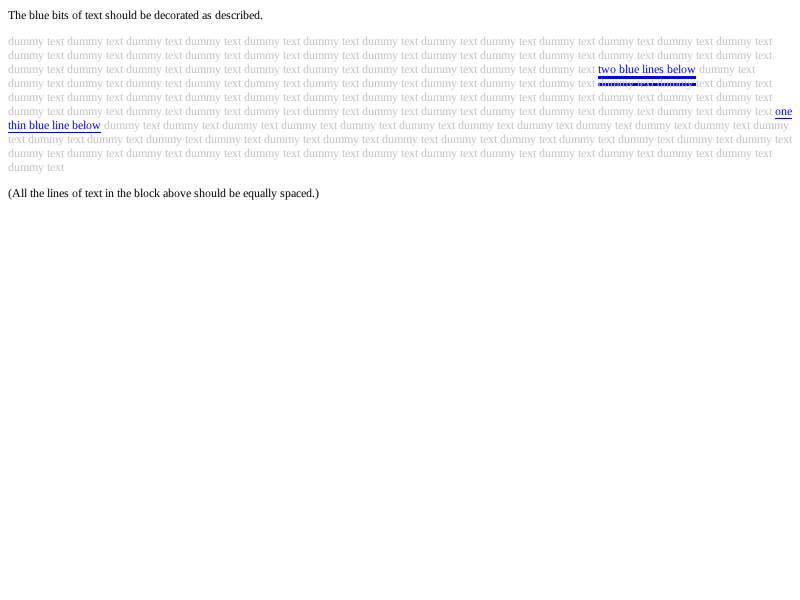 The blue bits of text should be decorated as described.
dummy text dummy text dummy text dummy text dummy text dummy text dummy text dummy text dummy text dummy text dummy text dummy text dummy text
dummy text dummy text dummy text dummy text dummy text dummy text dummy text dummy text dummy text dummy text dummy text dummy text dummy text
dummy text dummy text dummy text dummy text dummy text dummy text dummy text dummy text dummy text dummy text two blue lines below dummy text
dummy text dummy text dummy text dummy text dummy text dummy text dummy text dummy text dummy text dummy text dummy text dummy text dummy text
dummy text dummy text dummy text dummy text dummy text dummy text dummy text dummy text dummy text dummy text dummy text dummy text dummy text
dummy text dummy text dummy text dummy text dummy text dummy text dummy text dummy text dummy text dummy text dummy text dummy text dummy text one
thin blue line below dummy text dummy text dummy text dummy text dummy text dummy text dummy text dummy text dummy text dummy text dummy text dummy
text dummy text dummy text dummy text dummy text dummy text dummy text dummy text dummy text dummy text dummy text dummy text dummy text dummy text
dummy text dummy text dummy text dummy text dummy text dummy text dummy text dummy text dummy text dummy text dummy text dummy text dummy text
dummy text
(All the lines of text in the block above should be equally spaced.)